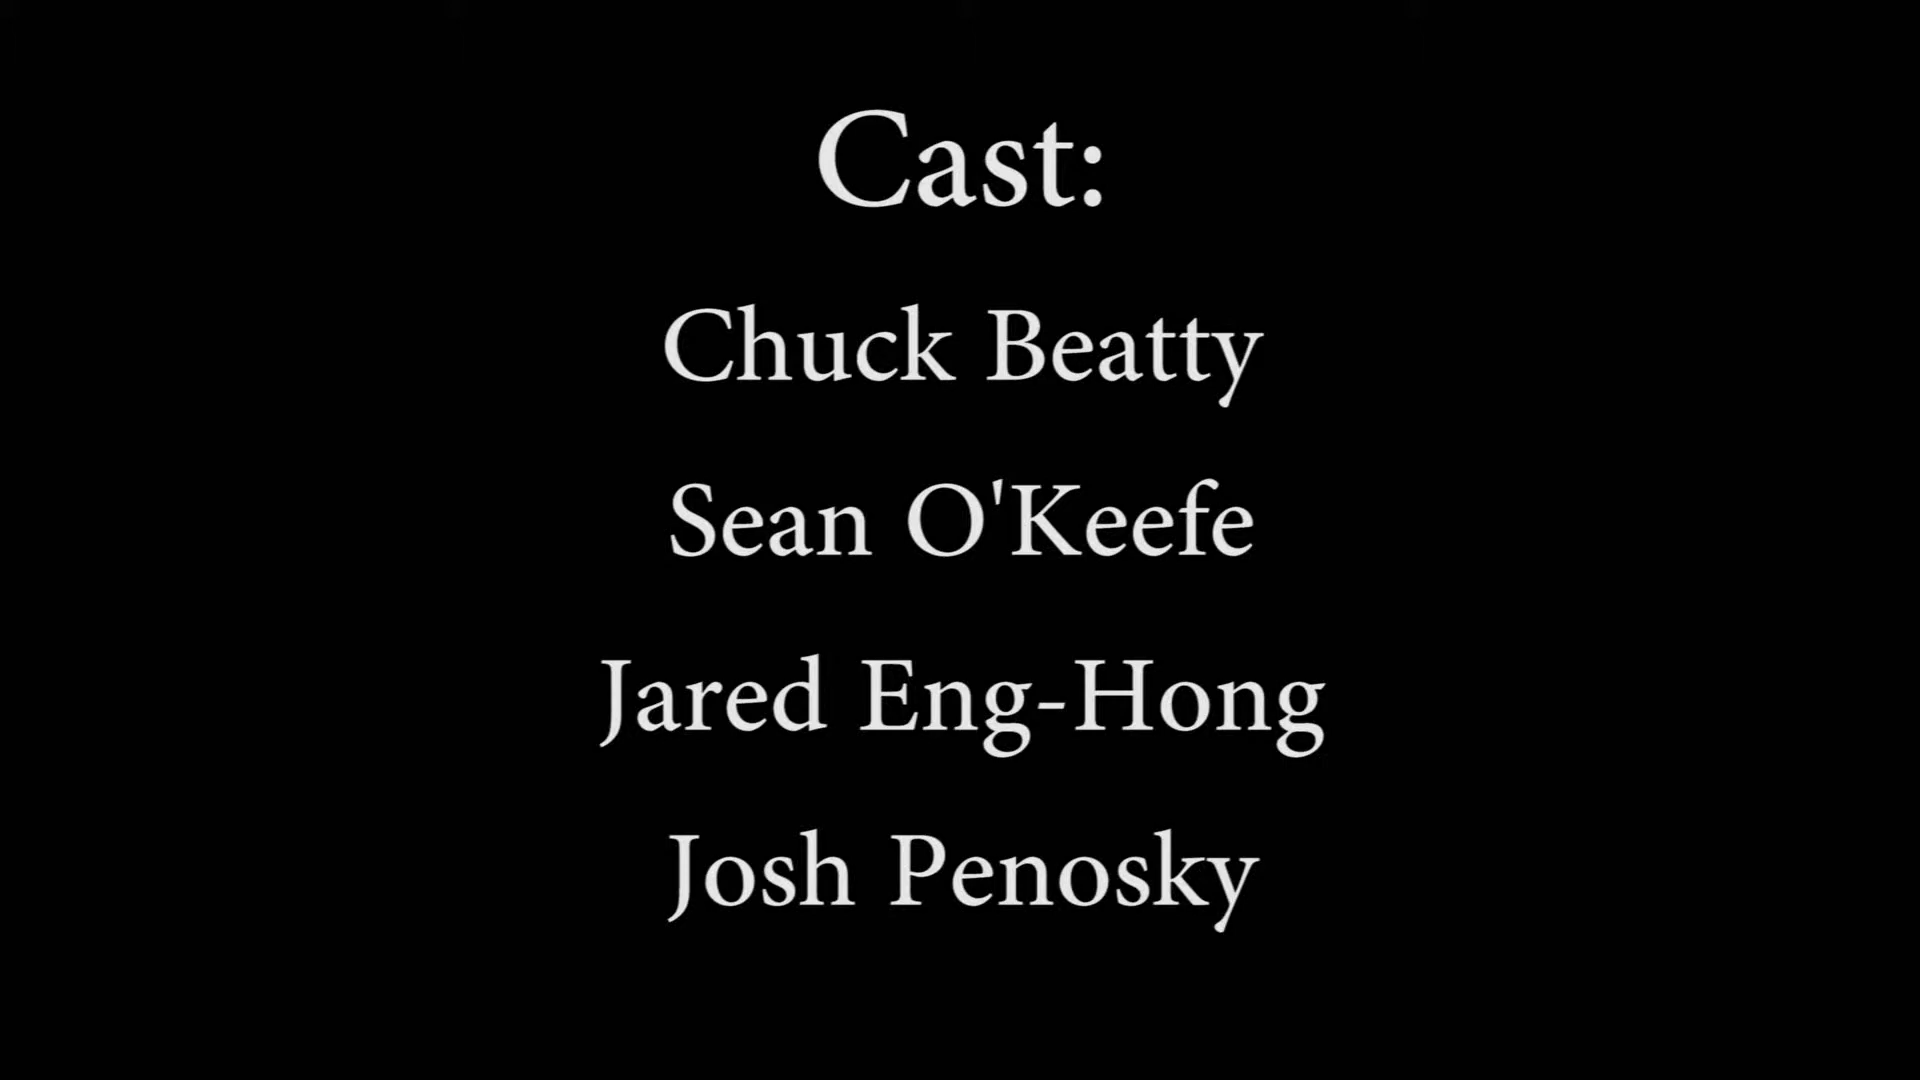 Cast:
Chuck Beatty
Sean O'Keefe
Jared Eng-Hong
Josh Penosky